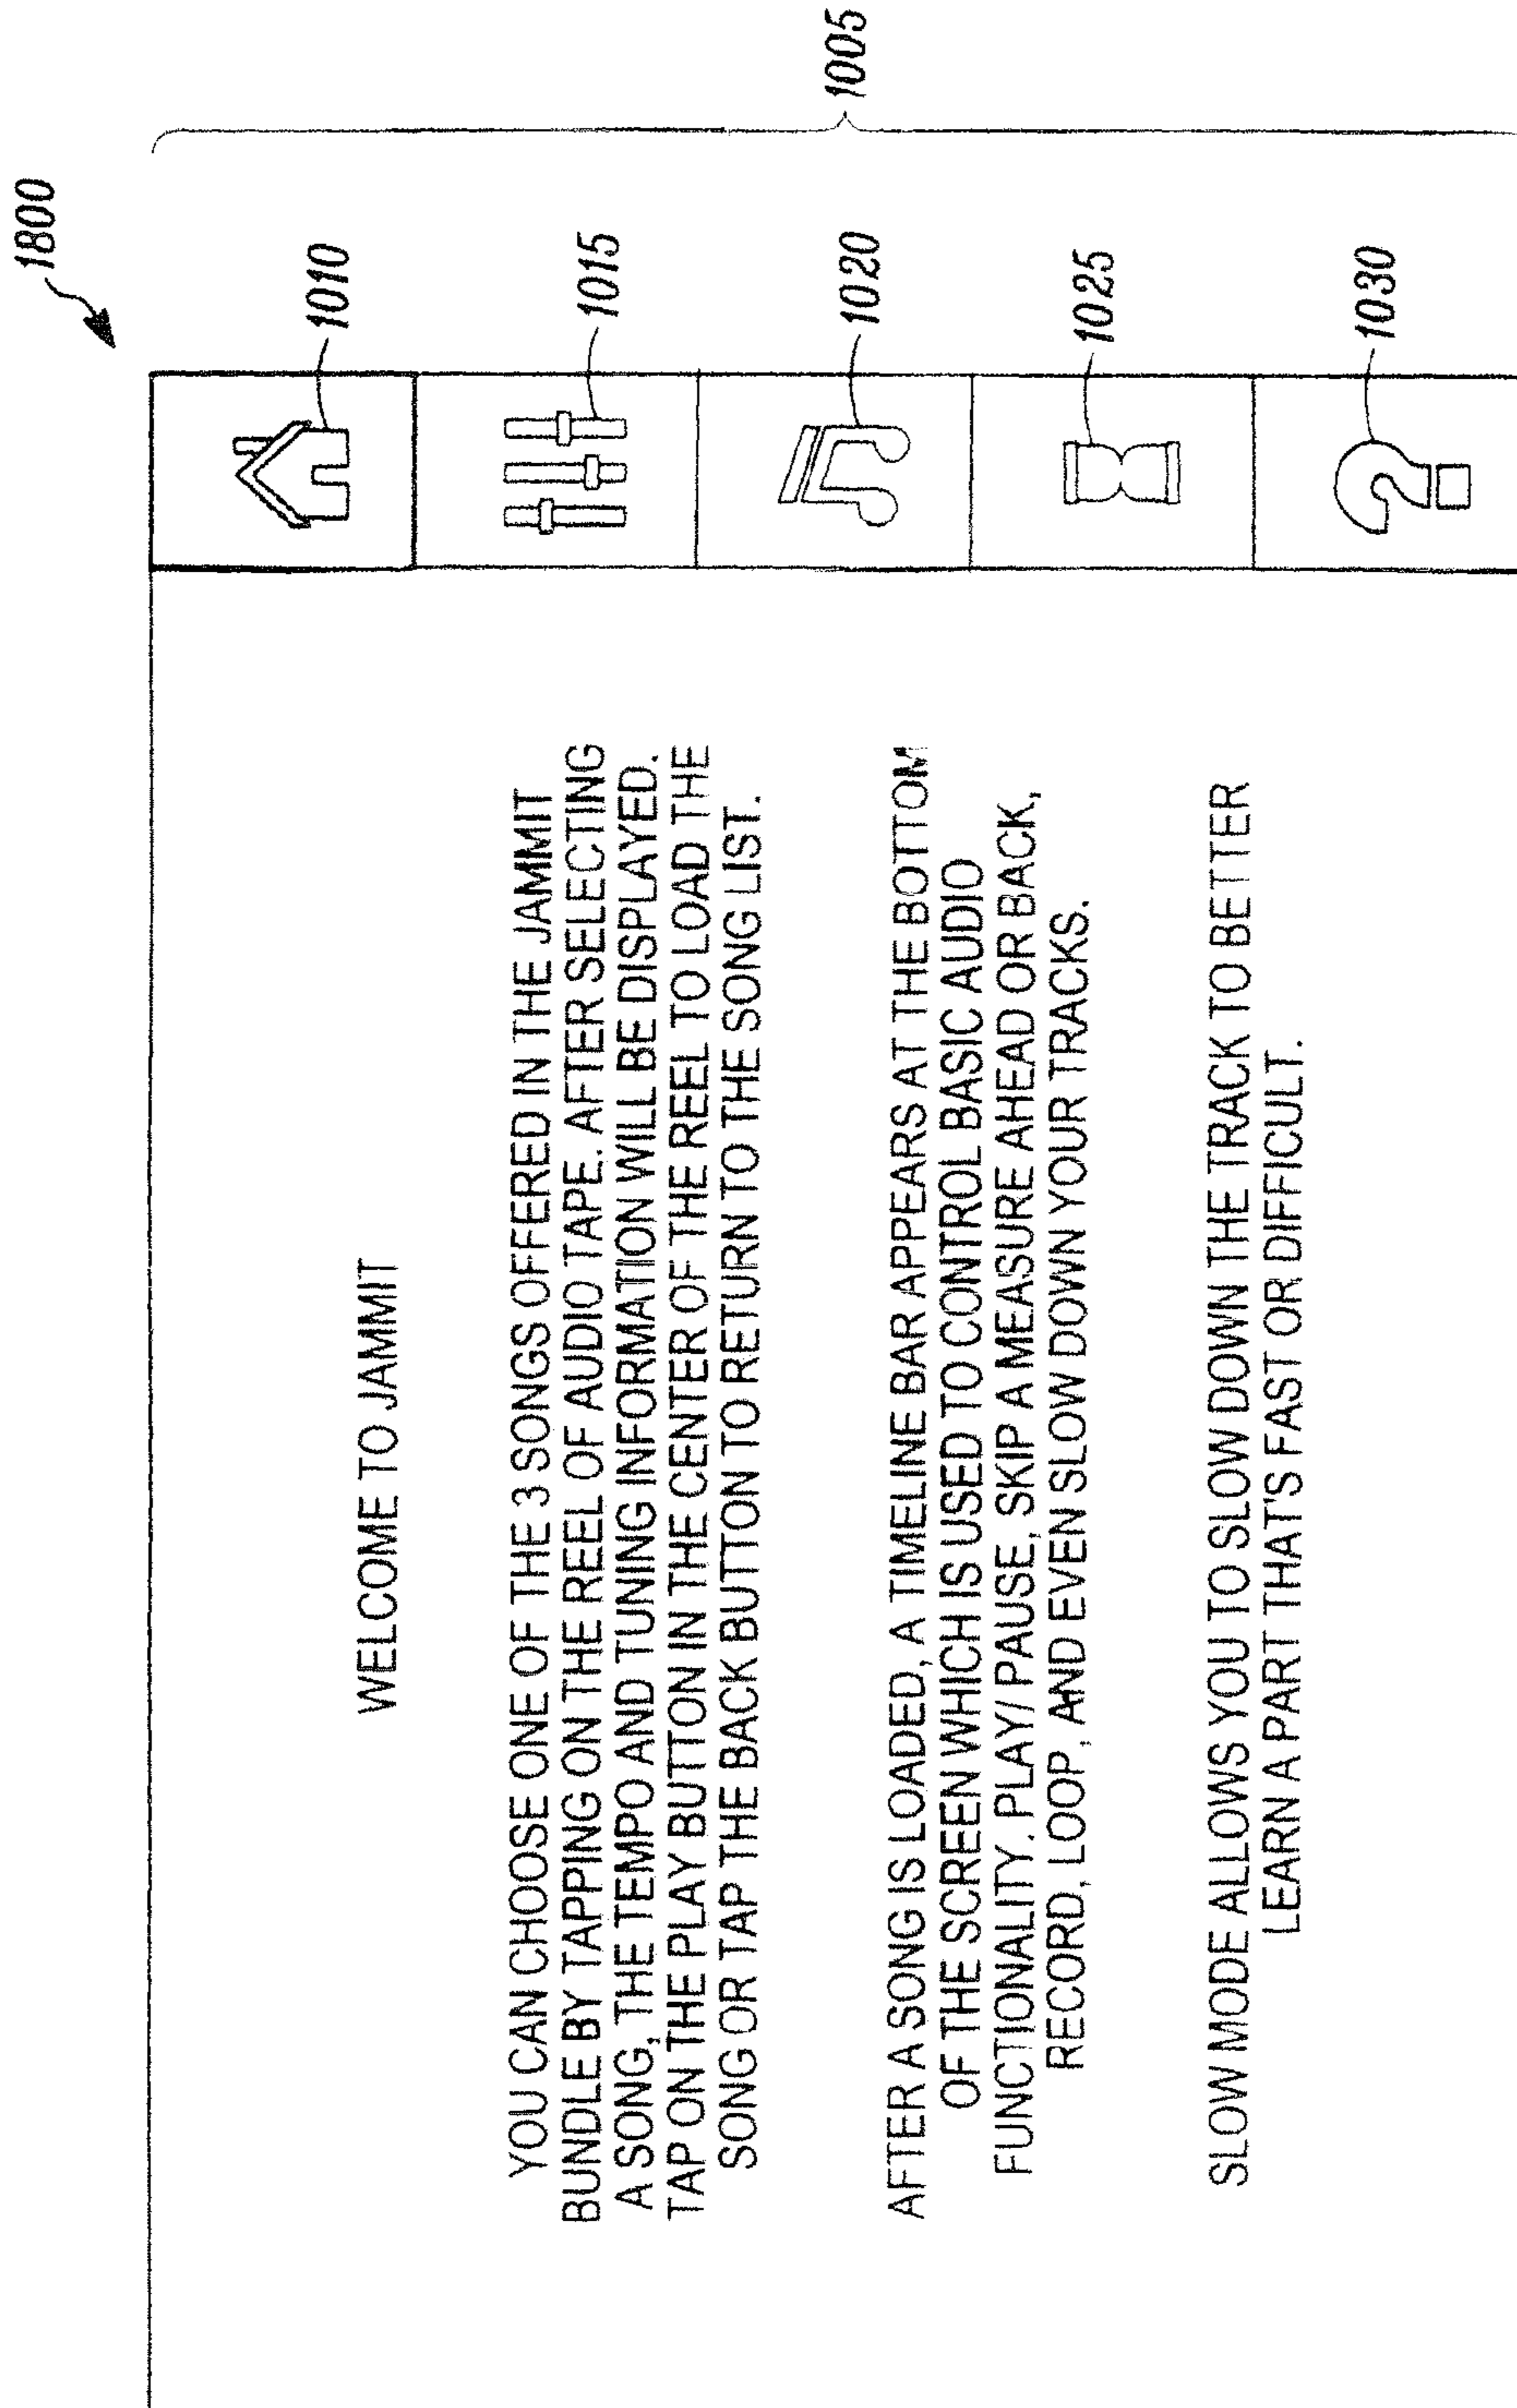 1800
1005
1010
1015
1020
1025
1030
WELCOME TO JAMMIT
YOU CAN CHOOSE ONE OF THE 3 SONGS OFFERED IN THE JAMMIT
BUNDLE BY TAPPING ON THE REEL OF AUDIO TAPE. AFTER SELECTING
A SONG, THE TEMPO AND TUNING INFORMATION WILL BE DISPLAYED.
TAP ON THE PLAY BUTTON IN THE CENTER OF THE REEL TO LOAD THE
SONG OR TAP THE BACK BUTTON TO RETURN TO THE SONG LIST.
AFTER A SONG IS LOADED, A TIMELINE BAR APPEARS AT THE BOTTOM
OF THE SCREEN WHICH IS USED TO CONTROL BASIC AUDIO
FUNCTIONALITY. PLAY/ PAUSE, SKIP A MEASURE AHEAD OR BACK,
RECORD, LOOP, AND EVEN SLOW DOWN YOUR TRACKS.
SLOW MODE ALLOWS YOU TO SLOW DOWN THE TRACK TO BETTER
LEARN A PART THAT'S FAST OR DIFFICULT.